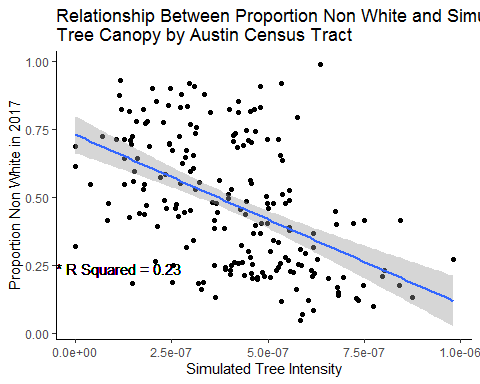 Relationship Between Proportion Non White and Simu
Tree Canopy by Austin Census Tract
Proportion Non White in 2017
1.00
0.75
0.50
0.25
0.00
* R Squared = 0.23
0.0e+00 2.5e-07 5.0e-07 7.5e-07 1.0e-06
Simulated Tree Intensity